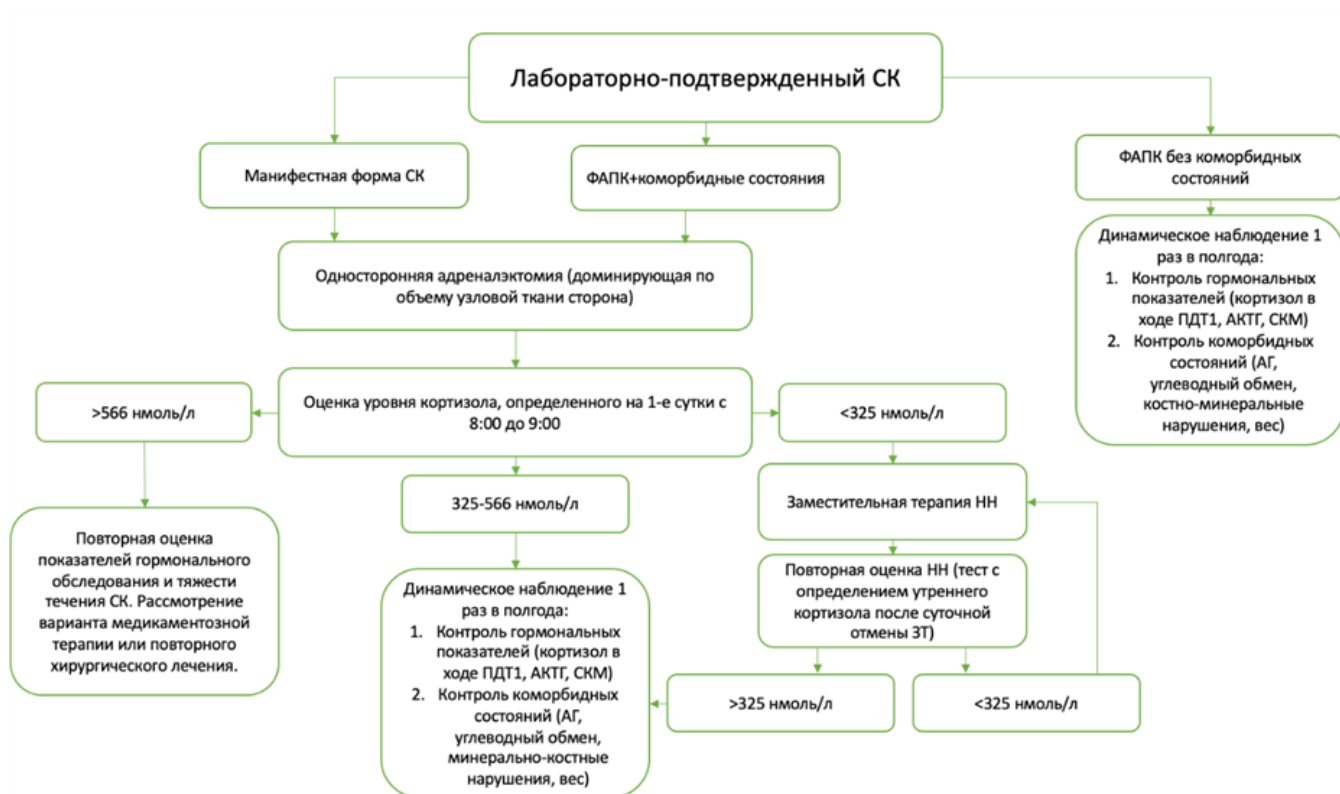 Лабораторно-подтвержденный СК
Манифестная форма СК
ФАПК+коморбидные состояния
ФАПК без коморбидных
состояний
Односторонняя адреналэктомия (доминирующая по
объему узловой ткани сторона)
Динамическое наблюдение 1
раз в полгода:
1. Контроль гормональных
показателей (кортизол в
ходе ПДТ1, АКТГ, СКМ)
2. Контроль коморбидных
состояний (АГ,
углеводный обмен,
костно-минеральные
нарушения, вес)
>566 нмоль/л
Оценка уровня кортизола, определенного на 1-е сутки с
8:00 до 9:00
<325 нмоль/л
325-566 нмоль/л
Заместительная терапия НН
Повторная оценка
показателей гормонального
обследования и тяжести
течения СК. Рассмотрение
варианта медикаментозной
терапии или повторного
хирургического лечения.
Повторная оценка НН (тест с
определением утреннего
кортизола после суточной
отмены ЗТ)
Динамическое наблюдение 1
раз в полгода:
1. Контроль гормональных
показателей (кортизол в
ходе ПДТ1, АКТГ, СКМ)
2. Контроль коморбидных
состояний (АГ,
углеводный обмен,
минерально-костные
нарушения, вес)
>325 нмоль/л
<325 нмоль/л